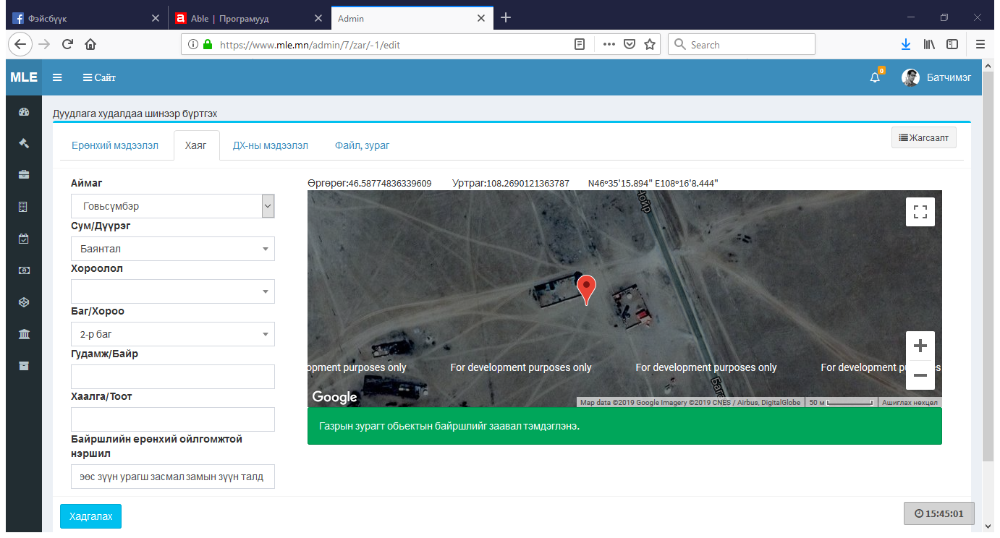 Фэйсбүүк
Able | Програмууд
Admin
https://www.mle.mn/admin/7/zar/-1/edit
Search
MLE
Сайт
0
Батчимэг
Дуудлага худалдаа шинээр бүртгэх
Ерөнхий мэдээлэл
Хаяг
ДХ-ны мэдээлэл
Файл, зураг
Жагсаалт
Аймаг
Говьсүмбэр
Сум/Дүүрэг
Баянтал
Хороолол
Баг/Хороо
2-р баг
Гудамж/Байр
Хаалга/Тоот
Байршлийн ерөнхий ойлгомжтой
нэршил
ээс зүүн урагш засмал замын зүүн талд
Хадгалах
Өргөрөг:46.58774836339609 Уртраг:108.2690121363787 N46º35'15.894" E108º16'8.444"
Чойр
opment purposes only For development purposes only For development purposes only For development pu s
Google
Map data ©2019 Google Imagery ©2019 CNES / Airbus, DigitalGlobe 50 м Ашиглах нөхцөл
Газрын зурагт обьектын байршлийг заавал тэмдэглэнэ.
15:45:01